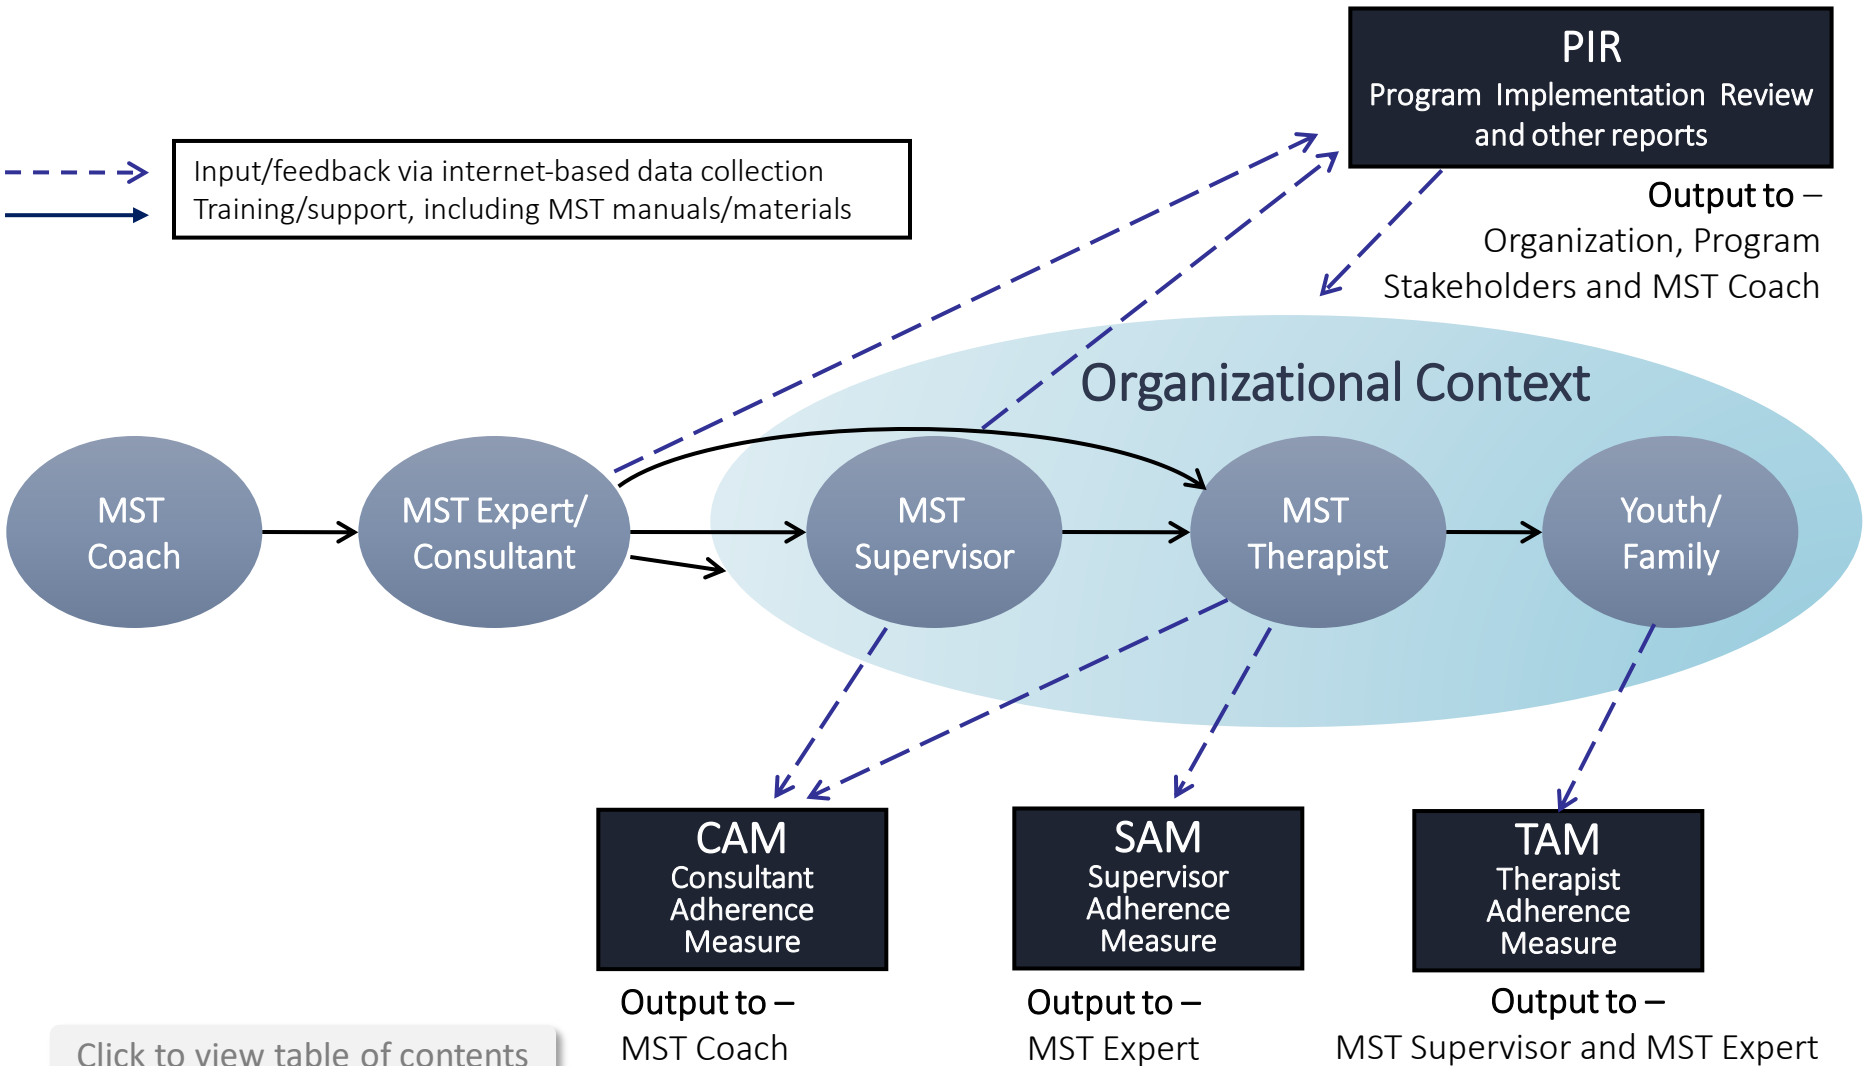 PIR
Program Implementation Review
and other reports
Input/feedback via internet-based data collection
Training/support, including MST manuals/materials
Output to –
Organization, Program
Stakeholders and MST Coach
Organizational Context
MST
Coach
MST Expert/
Consultant
MST
Supervisor
MST
Therapist
Youth/
Family
CAM
Consultant
Adherence
Measure
SAM
Supervisor
Adherence
Measure
TAM
Therapist
Adherence
Measure
Output to –
MST Coach
Output to –
MST Expert
Output to –
MST Supervisor and MST Expert
Click to view table of contents